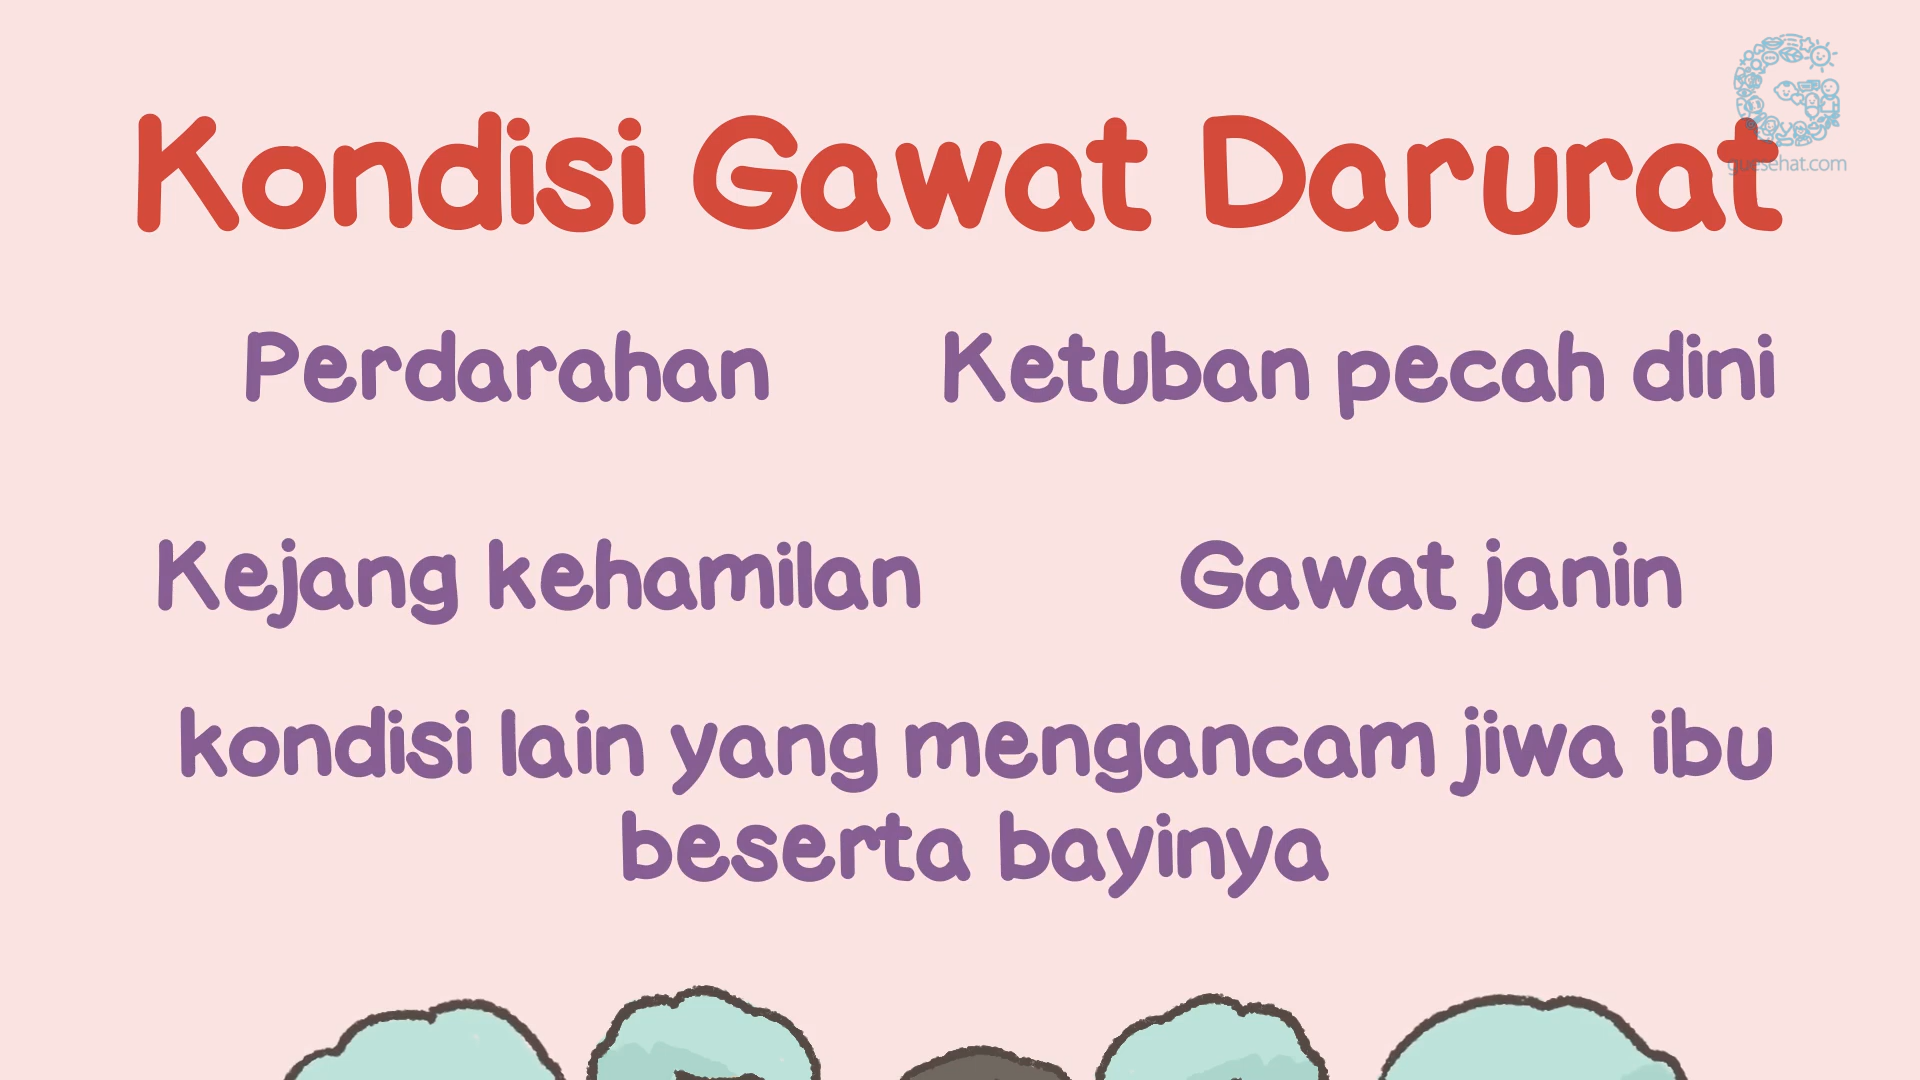 Kondisi Gawat Darurat
guesehat.com
Perdarahan
Ketuban pecah dini
Kejang kehamilan
Gawat janin
kondisi lain yang mengancam jiwa ibu
beserta bayinya